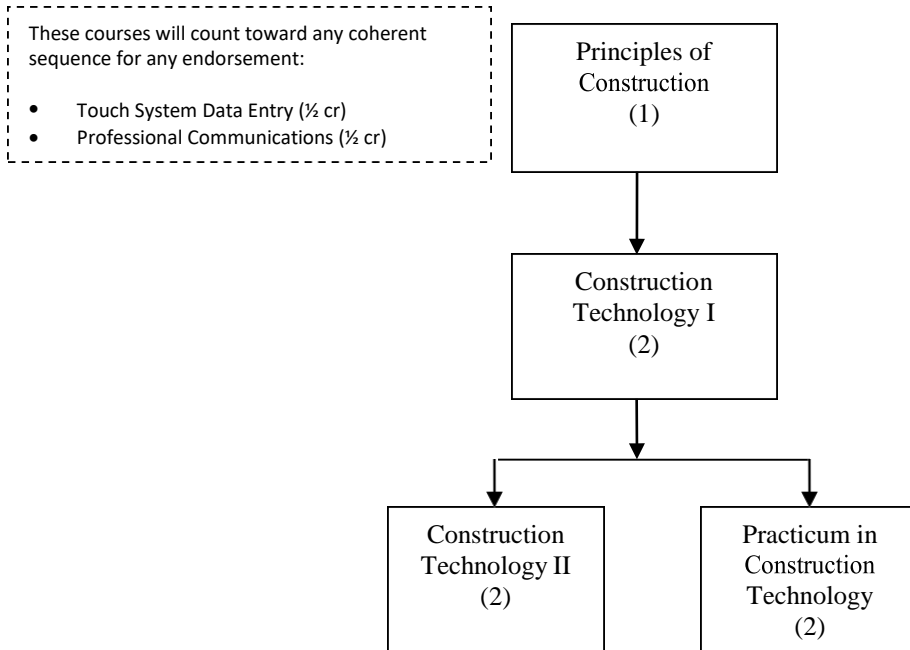 These courses will count toward any coherent
sequence for any endorsement:
• Touch System Data Entry (½ cr)
• Professional Communications (½ cr)
Principles of
Construction
(1)
Construction
Technology I
(2)
Construction
Technology II
(2)
Practicum in
Construction
Technology
(2)